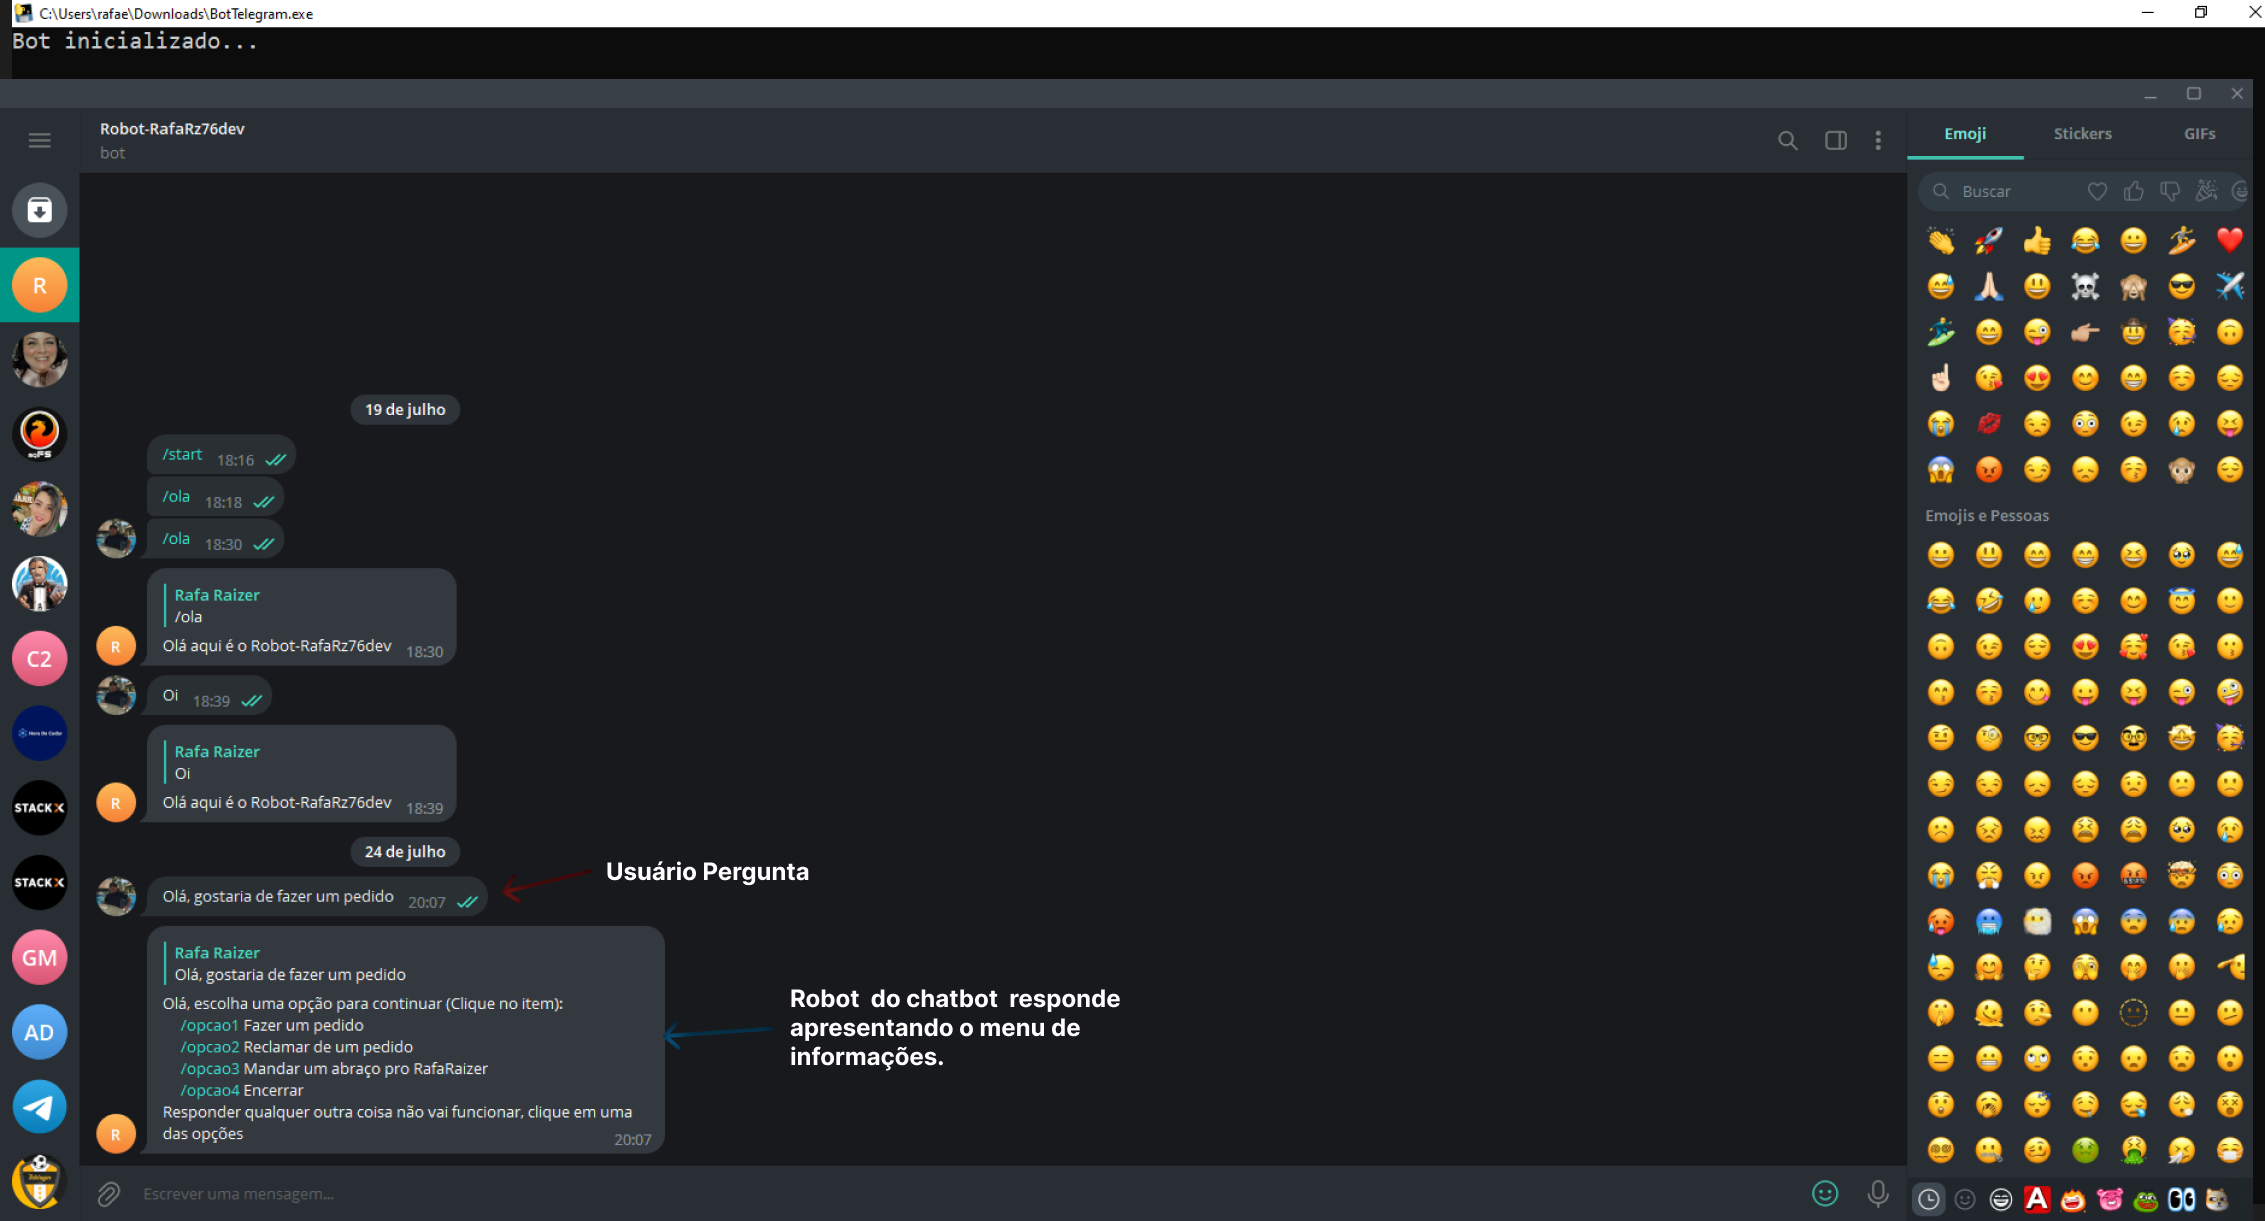 C:\Users\rafae\Downloads\BotTelegram.exe
Bot inicializado...
Robot-RafaRz76dev
bot
Emoji Stickers GIFs
Buscar
R
19 de julho
/start 18:16
/ola 18:18
/ola 18:30
Rafa Raizer
/ola
Olá aqui é o Robot-RafaRz76dev 18:30
R
Oi 18:39
Rafa Raizer
Oi
Olá aqui é o Robot-RafaRz76dev 18:39
R
24 de julho
Olá, gostaria de fazer um pedido 20:07
Usuário Pergunta
Rafa Raizer
Olá, gostaria de fazer um pedido
Olá, escolha uma opção para continuar (Clique no item):
/opcao1 Fazer um pedido
/opcao2 Reclamar de um pedido
/opcao3 Mandar um abraço pro RafaRaizer
/opcao4 Encerrar
Responder qualquer outra coisa não vai funcionar, clique em uma
das opções
20:07
R
Robot do chatbot responde
apresentando o menu de
informações.
Escrever uma mensagem...
Emojis e Pessoas
C2
STACKX
STACKX
GM
AD
A